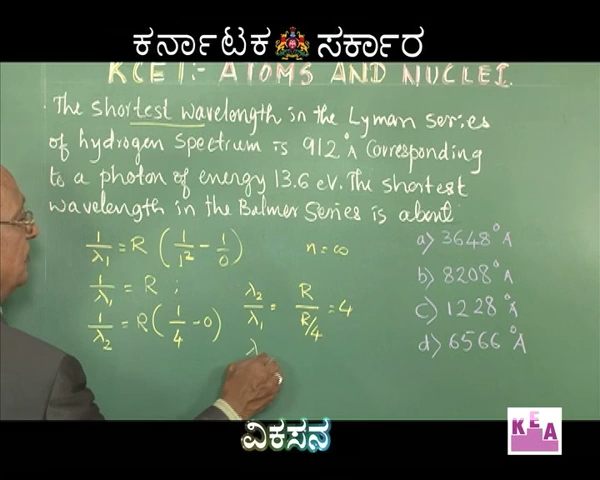 ಕರ್ನಾಟಕ ಸರ್ಕಾರ
KCET:- ATOMS AND NUCLEI.
The shortest wavelength in the Lyman series
of hydrogen spectrum is 912 Å Corresponding
to a photon of energy 13.6 eV. The shortest
wavelength in the Balmer Series is about
1/λ₁ = R (1/1² - 1/0) n = ∞
1/λ₁ = R ;
1/λ₂ = R (1/4 - 0)
λ₂/λ₁ = R/R/4 = 4
λ
a) 3648 °A
b) 8208 °A
c) 1228 °A
d) 6566 °A
ವಿಕಸನ
KEA